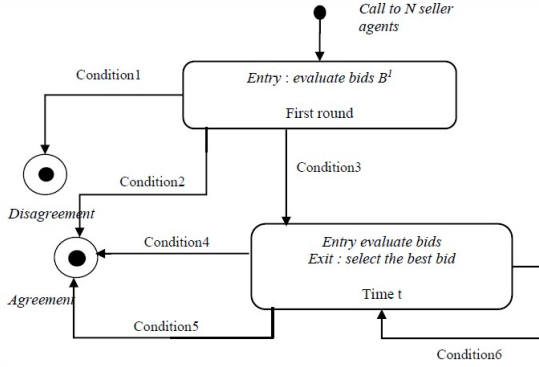 Call to N seller
agents
Condition1
Entry : evaluate bids B¹
First round
Condition3
Condition2
Disagreement
Condition4
Entry evaluate bids
Exit : select the best bid
Time t
Agreement
Condition5
Condition6